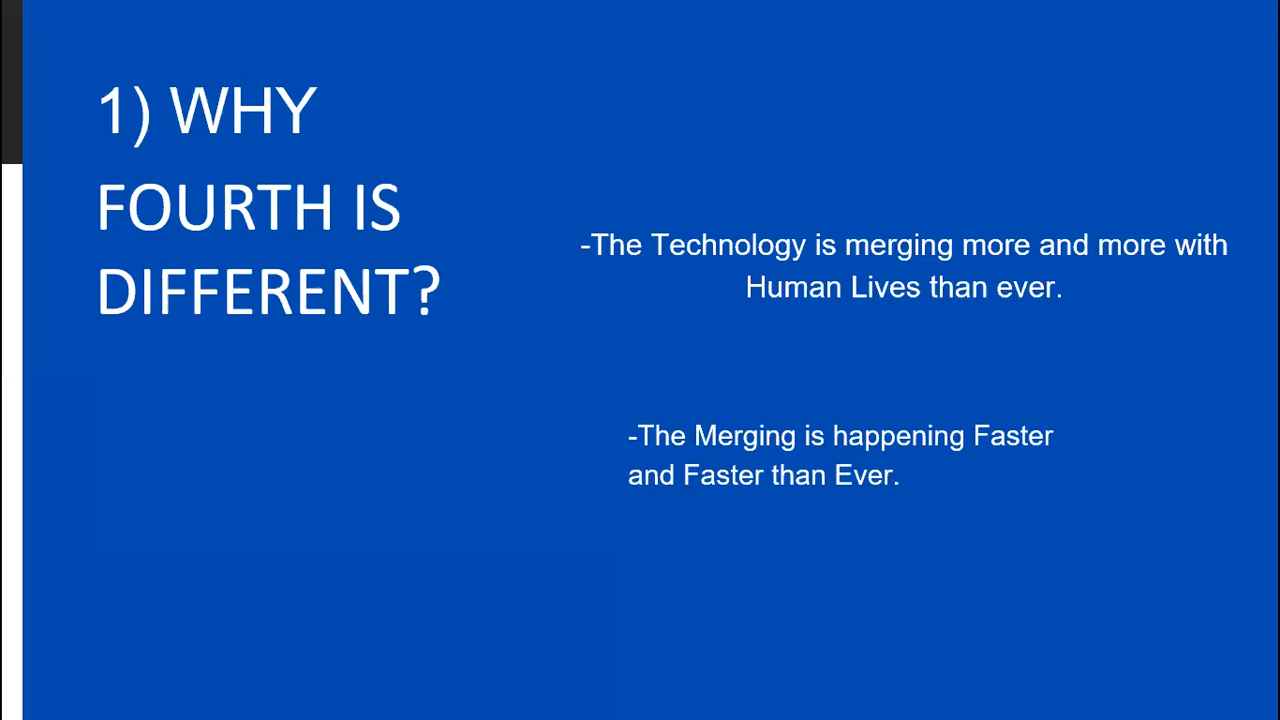 1) WHY
FOURTH IS
DIFFERENT?
-The Technology is merging more and more with
Human Lives than ever.
-The Merging is happening Faster
and Faster than Ever.